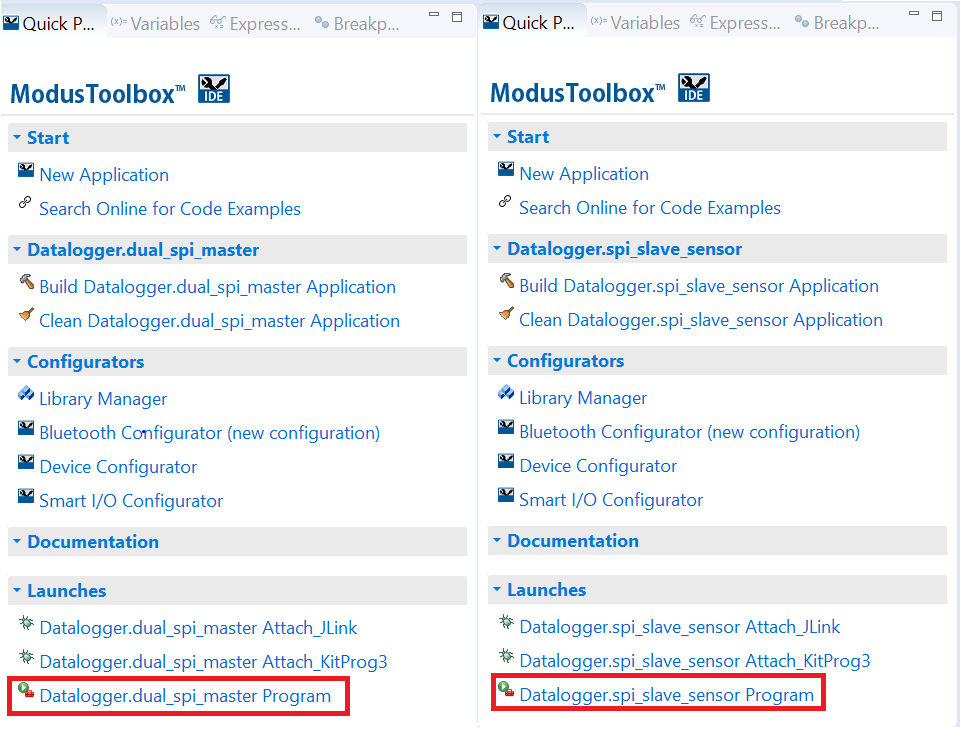 Quick P...
(x)= Variables
Express...
Breakp...
ModusToolbox™ IDE
Start
New Application
Search Online for Code Examples
Datalogger.dual_spi_master
Build Datalogger.dual_spi_master Application
Clean Datalogger.dual_spi_master Application
Configurators
Library Manager
Bluetooth Configurator (new configuration)
Device Configurator
Smart I/O Configurator
Documentation
Launches
Datalogger.dual_spi_master Attach_JLink
Datalogger.dual_spi_master Attach_KitProg3
Datalogger.dual_spi_master Program
Quick P...
(x)= Variables
Express...
Breakp...
ModusToolbox™ IDE
Start
New Application
Search Online for Code Examples
Datalogger.spi_slave_sensor
Build Datalogger.spi_slave_sensor Application
Clean Datalogger.spi_slave_sensor Application
Configurators
Library Manager
Bluetooth Configurator (new configuration)
Device Configurator
Smart I/O Configurator
Documentation
Launches
Datalogger.spi_slave_sensor Attach_JLink
Datalogger.spi_slave_sensor Attach_KitProg3
Datalogger.spi_slave_sensor Program